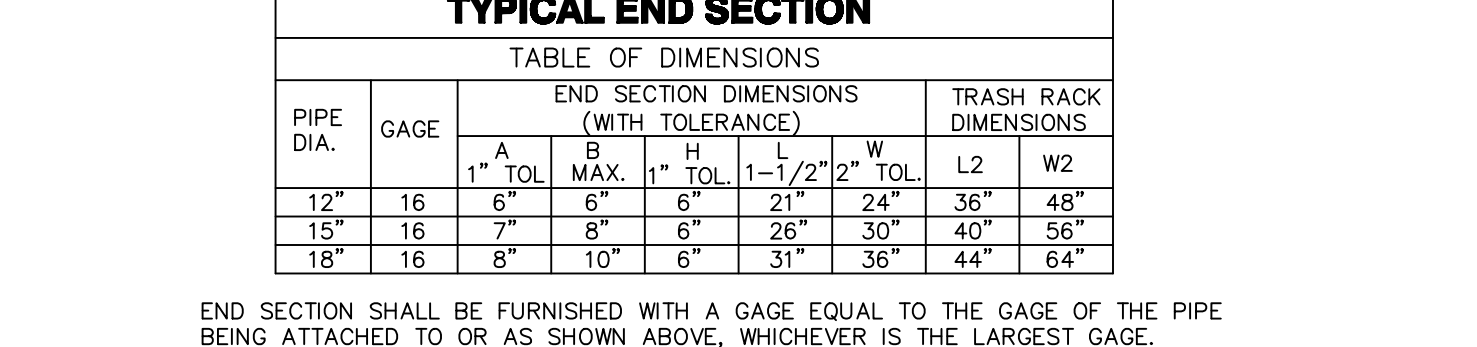 TYPICAL END SECTION
TABLE OF DIMENSIONS
PIPE DIA. GAGE END SECTION DIMENSIONS (WITH TOLERANCE) TRASH RACK DIMENSIONS
A 1” TOL B MAX. H 1” TOL. L 1-1/2” W 2” TOL. L2 W2
12” 16 6” 6” 6” 21” 24” 36” 48”
15” 16 7” 8” 6” 26” 30” 40” 56”
18” 16 8” 10” 6” 31” 36” 44” 64”
END SECTION SHALL BE FURNISHED WITH A GAGE EQUAL TO THE GAGE OF THE PIPE
BEING ATTACHED TO OR AS SHOWN ABOVE, WHICHEVER IS THE LARGEST GAGE.